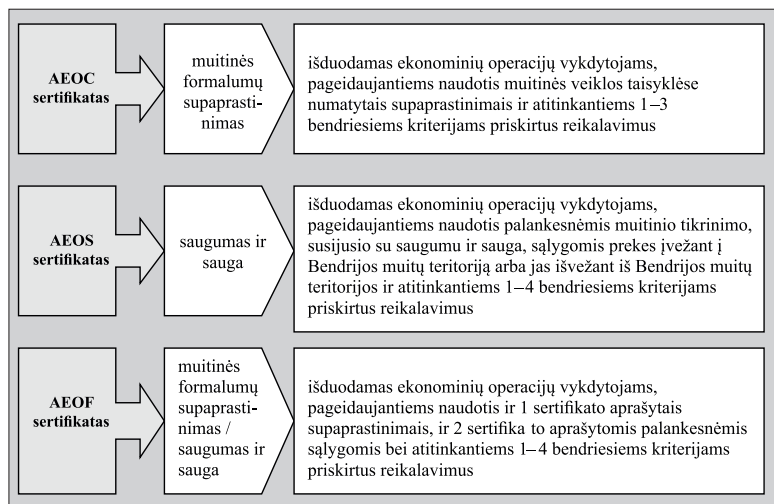 AEOC
sertifikatas
muitinės
formalumų
supaprasti-
nimas
išduodamas ekonominių operacijų vykdytojams,
pageidaujantiems naudotis muitinės veiklos taisyklėse
numatytais supaprastinimais ir atitinkantiems 1–3
bendriesiems kriterijams priskirtus reikalavimus
AEOS
sertifikatas
saugumas ir
sauga
išduodamas ekonominių operacijų vykdytojams,
pageidaujantiems naudotis palankesnėmis muitinio tikrinimo,
susijusio su saugumu ir sauga, sąlygomis prekes įvežant į
Bendrijos muitų teritoriją arba jas išvežant iš Bendrijos muitų
teritorijos ir atitinkantiems 1–4 bendriesiems kriterijams
priskirtus reikalavimus
AEOF
sertifikatas
muitinės
formalumų
supaprasti-
nimas /
saugumas ir
sauga
išduodamas ekonominių operacijų vykdytojams,
pageidaujantiems naudotis ir 1 sertifikato aprašytais
supaprastinimais, ir 2 sertifika to aprašytomis palankesnėmis
sąlygomis bei atitinkantiems 1–4 bendriesiems kriterijams
priskirtus reikalavimus